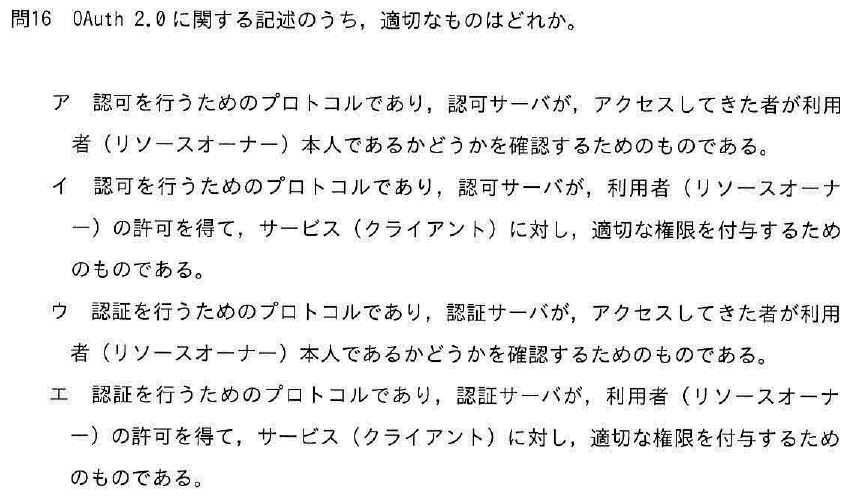 問16 OAuth 2.0に関する記述のうち，適切なものはどれか。
ア 認可を行うためのプロトコルであり，認可サーバが，アクセスしてきた者が利用
者（リソースオーナー）本人であるかどうかを確認するためのものである。
イ 認可を行うためのプロトコルであり，認可サーバが，利用者（リソースオーナ
ー）の許可を得て，サービス（クライアント）に対し，適切な権限を付与するため
のものである。
ウ 認証を行うためのプロトコルであり，認証サーバが，アクセスしてきた者が利用
者（リソースオーナー）本人であるかどうかを確認するためのものである。
エ 認証を行うためのプロトコルであり，認証サーバが，利用者（リソースオーナ
ー）の許可を得て，サービス（クライアント）に対し，適切な権限を付与するため
のものである。